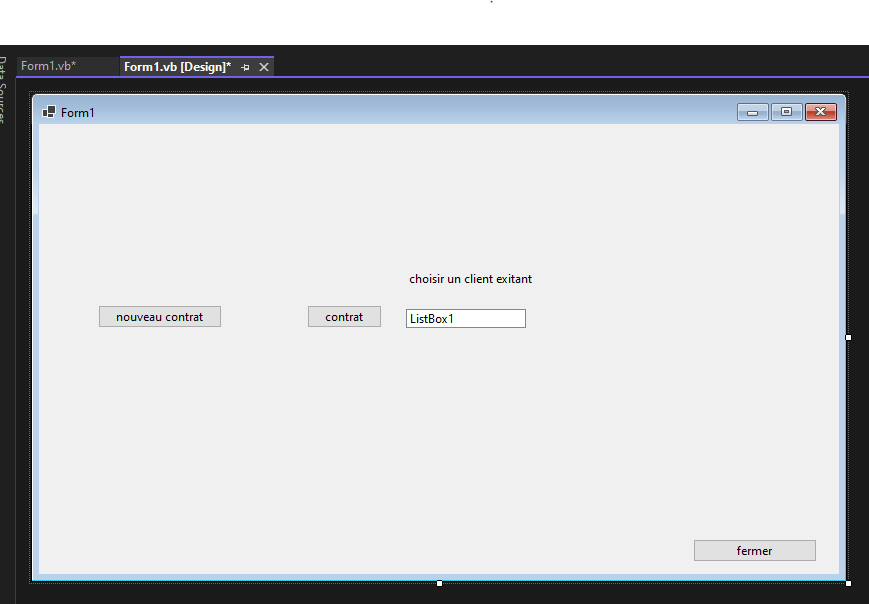 Data Sources
Form1.vb*
Form1.vb [Design]*
Form1
choisir un client exitant
nouveau contrat
contrat
ListBox1
fermer